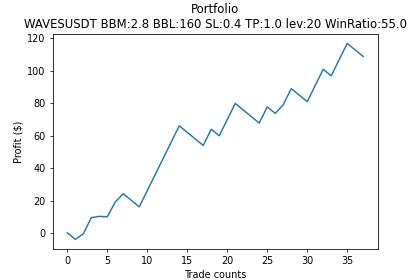 Portfolio
WAVESUSDT BBM:2.8 BBL:160 SL:0.4 TP:1.0 lev:20 WinRatio:55.0
120
100
80
60
40
20
0
Profit ($)
0 5 10 15 20 25 30 35
Trade counts